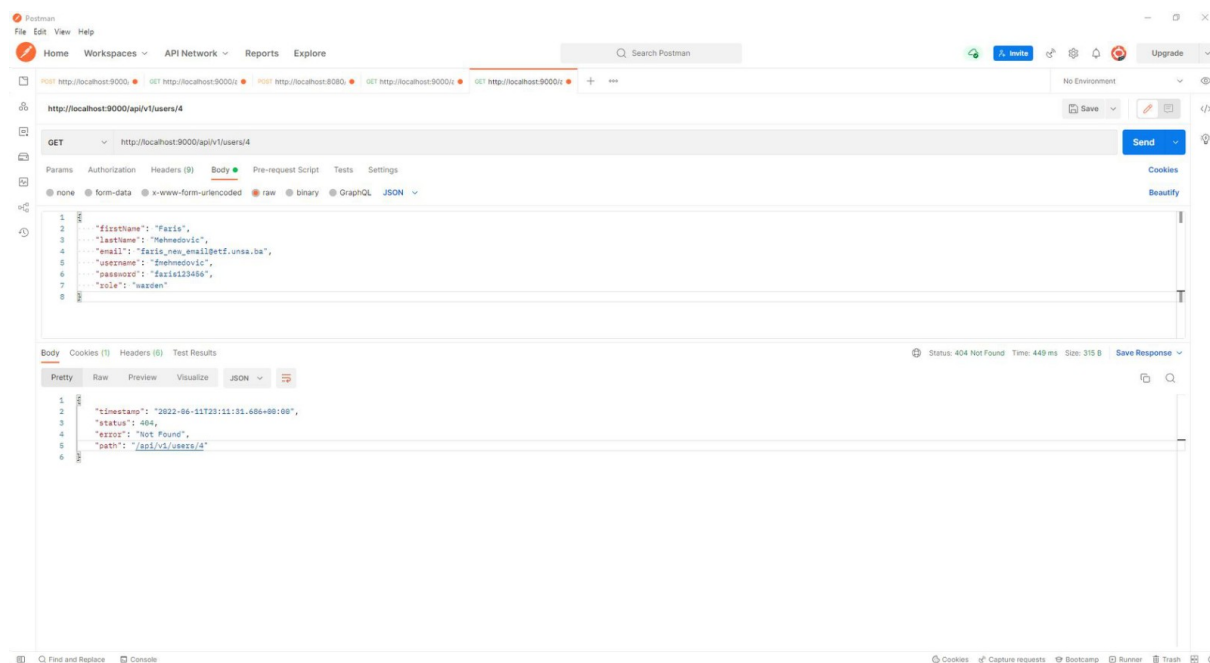 Postman
File Edit View Help
Home Workspaces API Network Reports Explore
Search Postman
Invite
Upgrade
POST http://localhost:9000/
GET http://localhost:9000/a
POST http://localhost:8080/
GET http://localhost:9000/a
GET http://localhost:9000/a
No Environment
http://localhost:9000/api/v1/users/4
Save
GET http://localhost:9000/api/v1/users/4
Send
Params Authorization Headers (9) Body Pre-request Script Tests Settings
Cookies
none form-data x-www-form-urlencoded raw binary GraphQL JSON
Beautify
1
2 "firstName": "Faris",
3 "lastName": "Mehmedovic",
4 "email": "faris_new_email@etf.unsa.ba",
5 "username": "fmehmedovic",
6 "password": "faris123456",
7 "role": "warden"
8
Body Cookies (1) Headers (6) Test Results
Status: 404 Not Found Time: 449 ms Size: 315 B Save Response
Pretty Raw Preview Visualize JSON
1
2 "timestamp": "2022-06-11T23:11:31.686+00:00",
3 "status": 404,
4 "error": "Not Found",
5 "path": "/api/v1/users/4"
6
Find and Replace Console
Cookies Capture requests Bootcamp Runner Trash